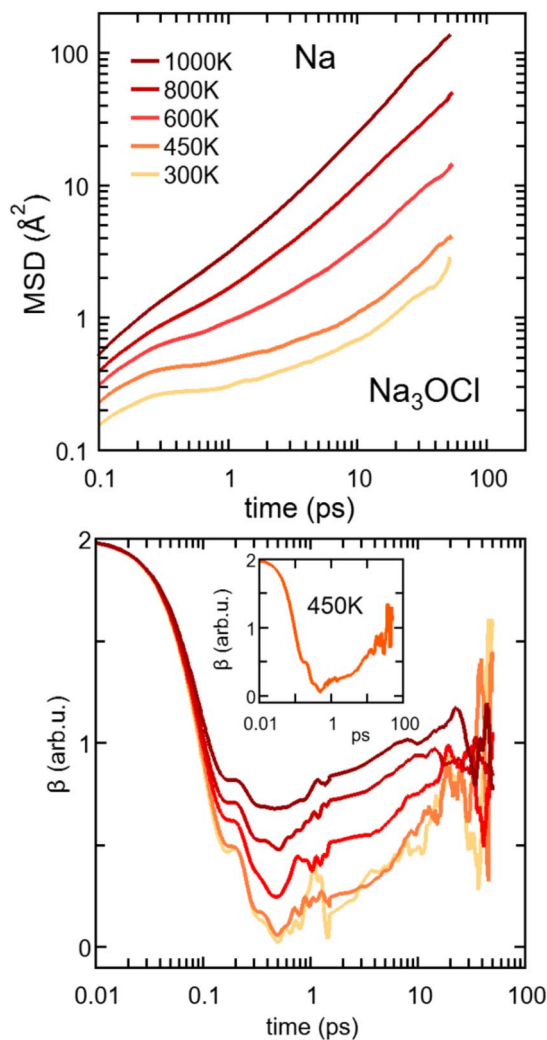 100
10
1
0.1
MSD (Å²)
Na
1000K
800K
600K
450K
300K
Na₃OCl
0.1
1
10
100
time (ps)
2
1
0
β (arb.u.)
2
1
0
β (arb.u.)
450K
0.01
1
100
ps
0.01
0.1
1
10
100
time (ps)